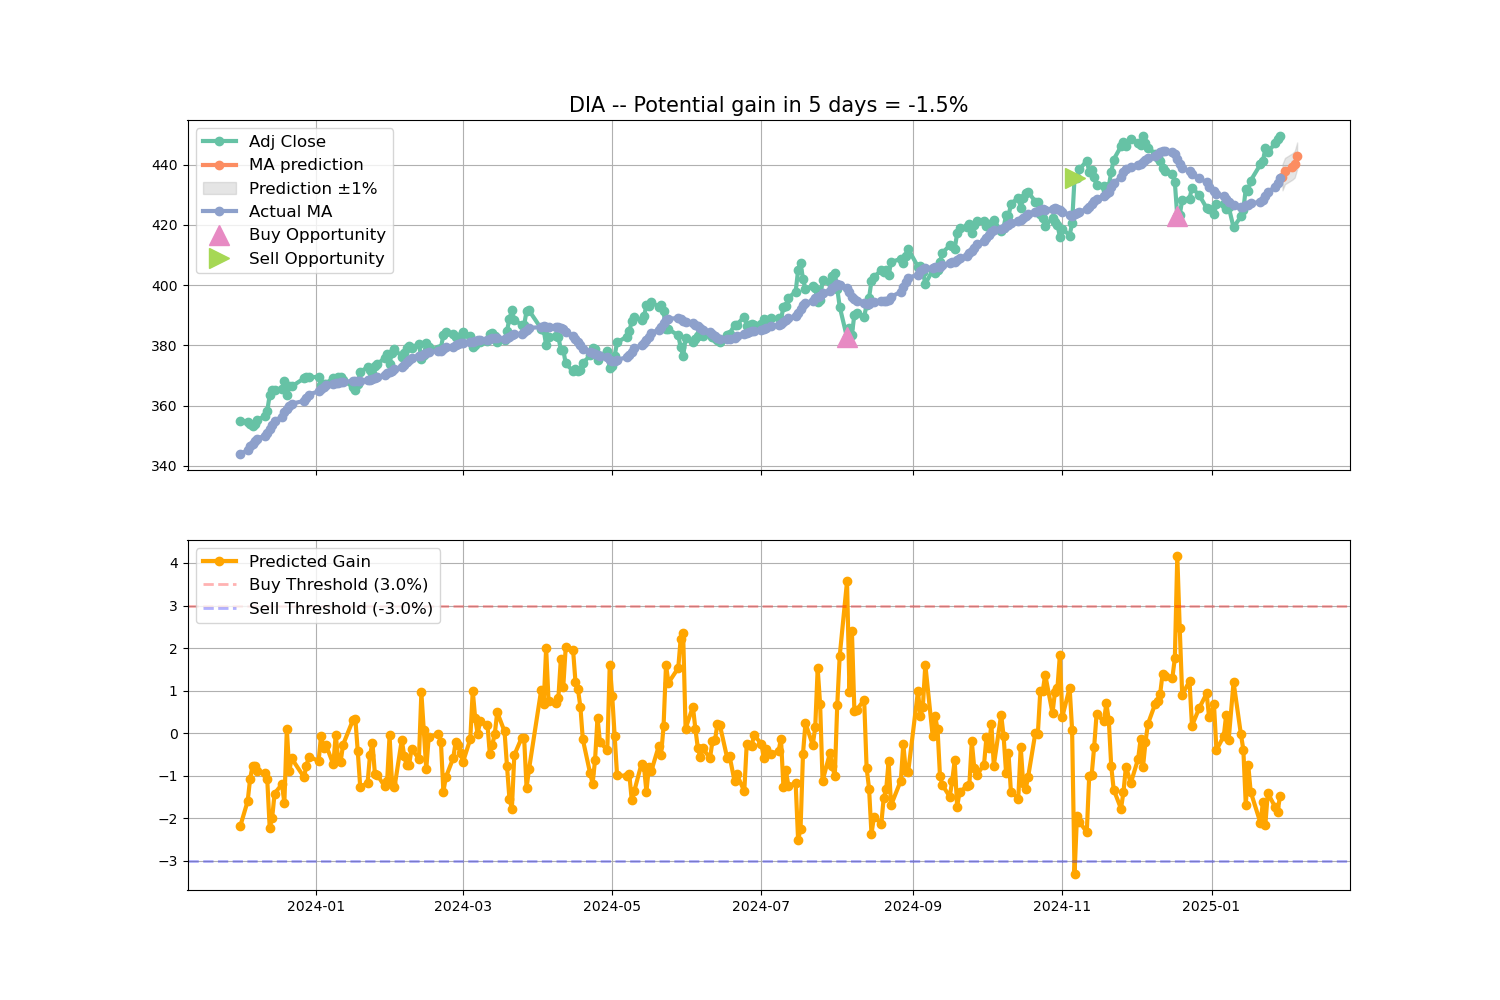 DIA -- Potential gain in 5 days = -1.5%
Adj Close
MA prediction
Prediction ±1%
Actual MA
Buy Opportunity
Sell Opportunity
440
420
400
380
360
340
Predicted Gain
Buy Threshold (3.0%)
Sell Threshold (-3.0%)
4
3
2
1
0
−1
−2
−3
2024-01 2024-03 2024-05 2024-07 2024-09 2024-11 2025-01